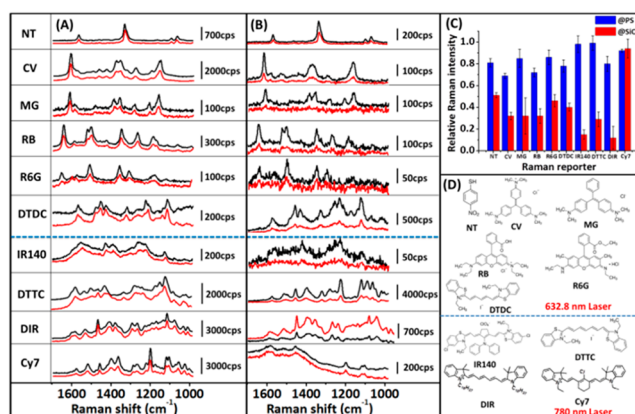 (A)
NT
700cps
CV
2000cps
MG
100cps
RB
300cps
R6G
100cps
DTDC
200cps
IR140
200cps
DTTC
2000cps
DIR
3000cps
Cy7
3000cps
1600 1400 1200 1000
Raman shift (cm⁻¹)
(B)
200cps
100cps
100cps
100cps
50cps
500cps
50cps
4000cps
700cps
200cps
1600 1400 1200 1000
Raman shift (cm⁻¹)
(C)
@PS
@SiO
Relative Raman intensity
1.0
0.8
0.6
0.4
0.2
0.0
NT CV MG RB R6G DTDC IR140 DTTC DIR Cy7
Raman reporter
(D)
NT
CV
MG
RB
R6G
DTDC
632.8 nm Laser
IR140
DTTC
DIR
Cy7
780 nm Laser